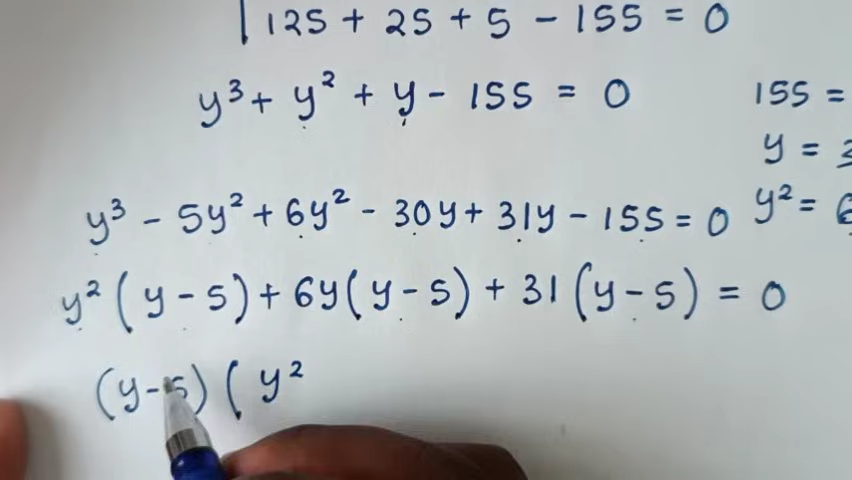 125 + 25 + 5 - 155 = 0
y³ + y² + y - 155 = 0
155 =
y =
y³ - 5y² + 6y² - 30y + 31y - 155 = 0
y² =
y² (y - 5) + 6y (y - 5) + 31 (y - 5) = 0
(y - 5) ( y²